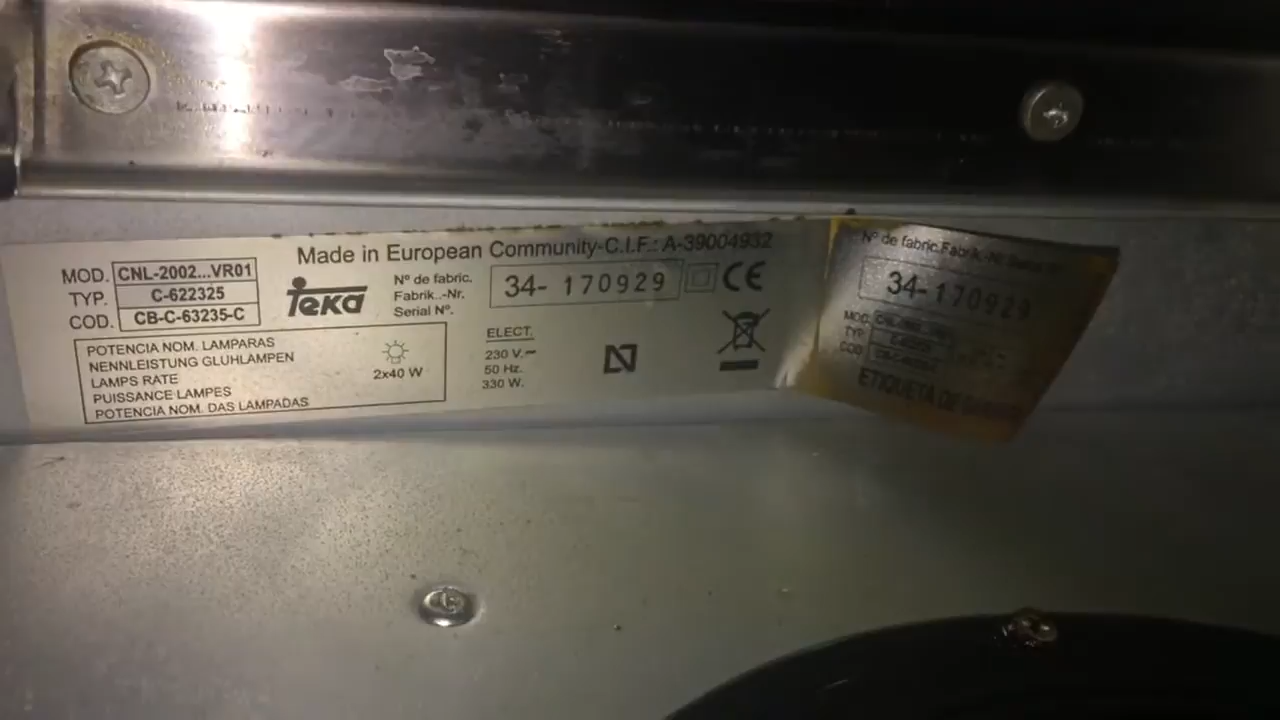 Made in European Community-C.I.F.: A-39004932
MOD. CNL-2002...VR01
TYP. C-622325
COD. CB-C-63235-C
Teka
Nº de fabric.
Fabrik..-Nr.
Serial Nº.
34- 170929
CE
POTENCIA NOM. LAMPARAS
NENNLEISTUNG GLUHLAMPEN
LAMPS RATE
PUISSANCE LAMPES
POTENCIA NOM. DAS LAMPADAS
2x40 W
ELECT.
230 V.~
50 Hz.
330 W.
N
Nº de fabric.Fabrik.-Nr.
34-170929
MOD.
TYP.
COD.
ETIQUETA DE